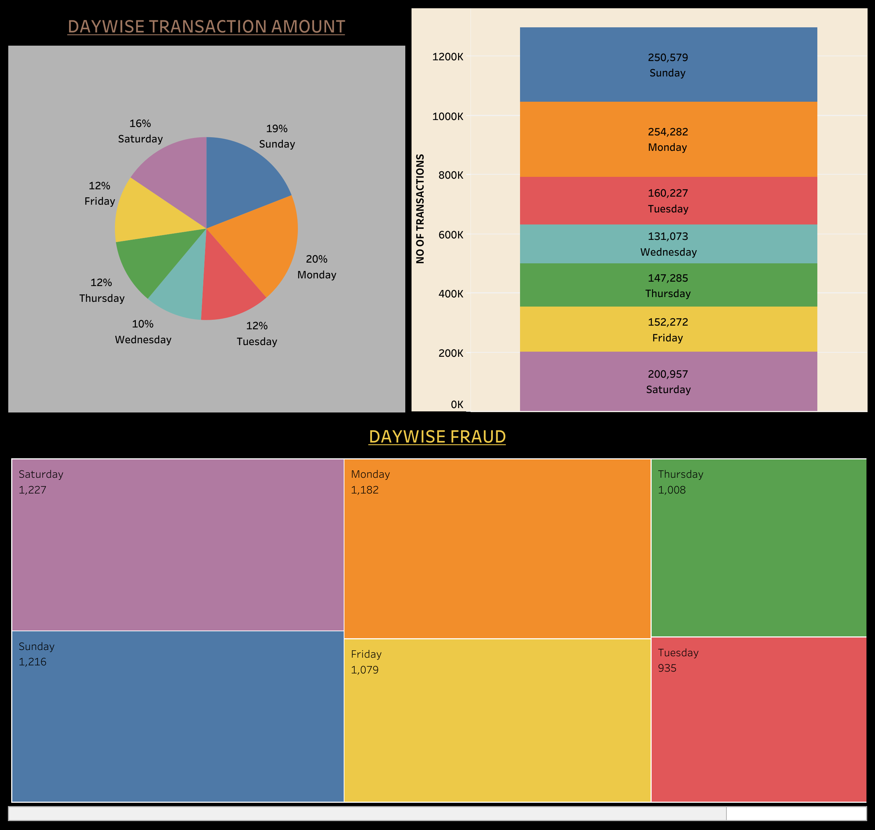 DAYWISE TRANSACTION AMOUNT
16%
Saturday
19%
Sunday
12%
Friday
20%
Monday
12%
Thursday
10%
Wednesday
12%
Tuesday
NO OF TRANSACTIONS
1200K
1000K
800K
600K
400K
200K
0K
250,579
Sunday
254,282
Monday
160,227
Tuesday
131,073
Wednesday
147,285
Thursday
152,272
Friday
200,957
Saturday
DAYWISE FRAUD
Saturday
1,227
Monday
1,182
Thursday
1,008
Sunday
1,216
Friday
1,079
Tuesday
935